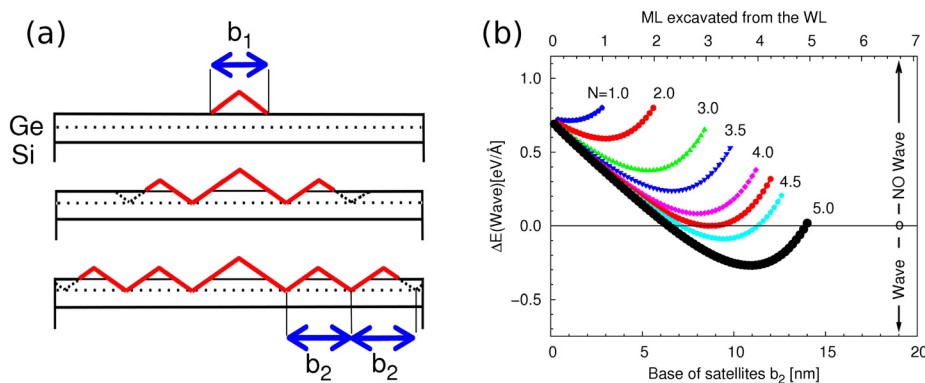 (a)
b1
Ge
Si
b2
b2
(b)
ML excavated from the WL
0 1 2 3 4 5 6 7
1.0
0.5
0.0
−0.5
ΔE(Wave)[eV/Å]
N=1.0
2.0
3.0
3.5
4.0
4.5
5.0
Wave – o – NO Wave
0 5 10 15 20
Base of satellites b2 [nm]